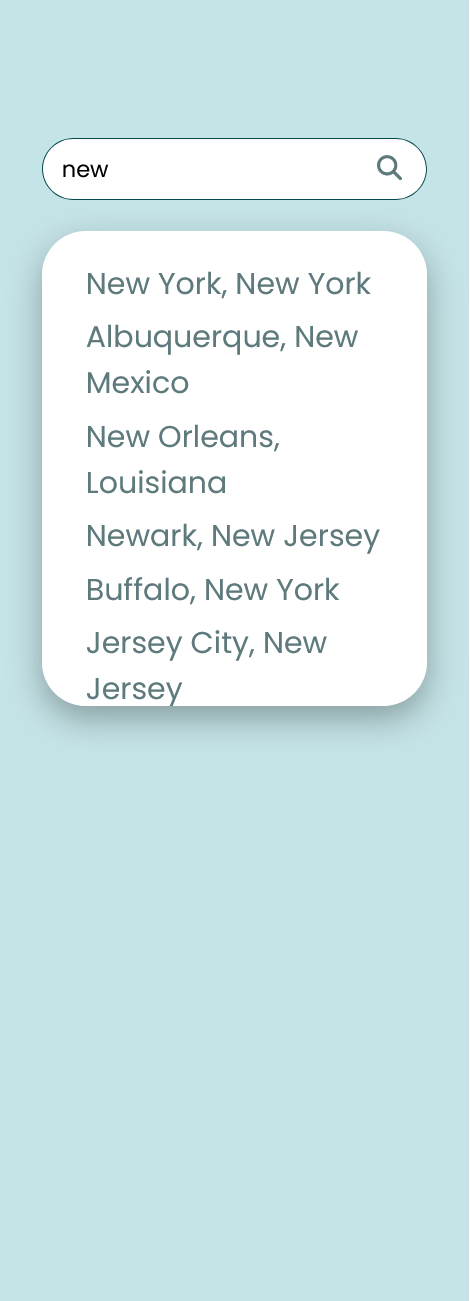 new
New York, New York
Albuquerque, New
Mexico
New Orleans,
Louisiana
Newark, New Jersey
Buffalo, New York
Jersey City, New
Jersey